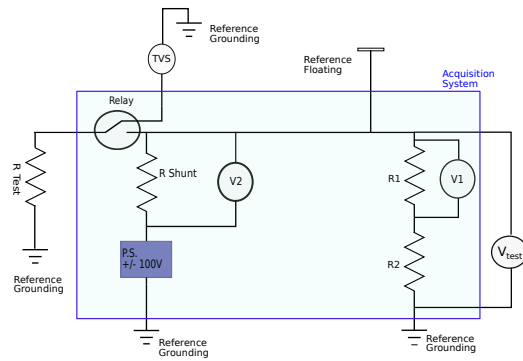 Reference
Grounding
TVS
Reference
Floating
Acquisition
System
Relay
R Test
R Shunt
V2
R1
V1
P.S.
+/- 100V
R2
Vtest
Reference
Grounding
Reference
Grounding
Reference
Grounding